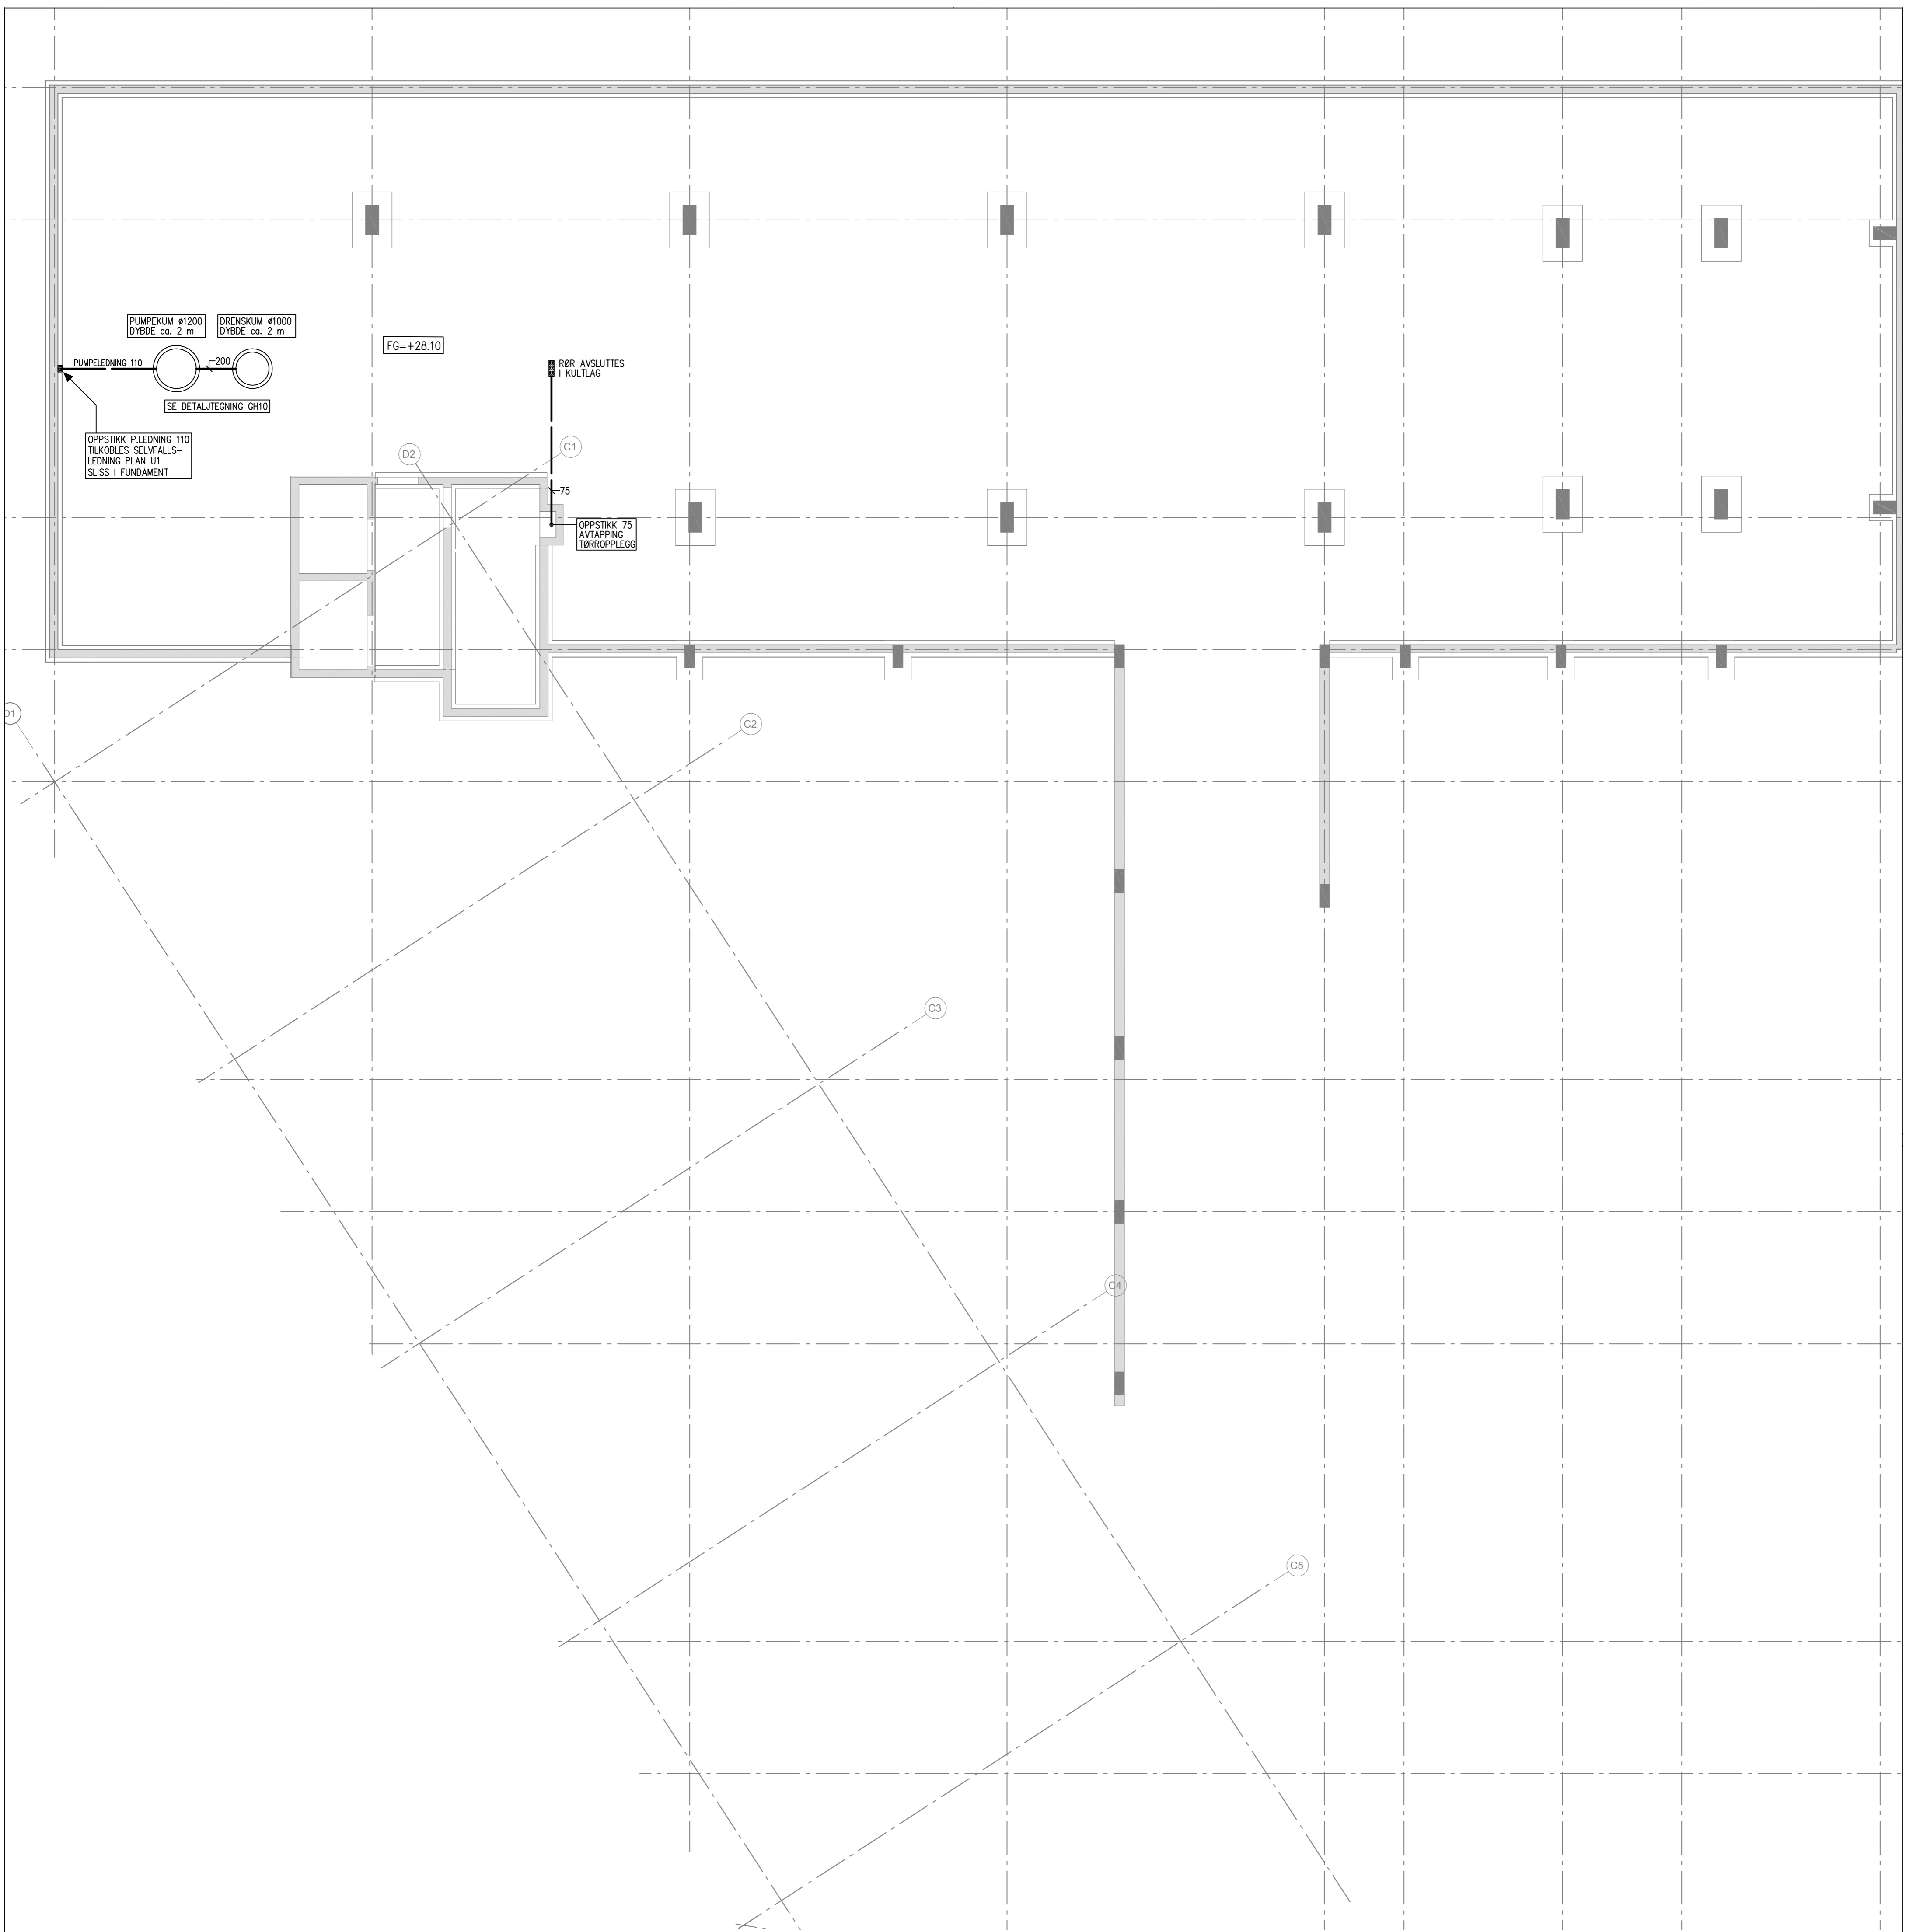 PUMPEKUM ø1200
DYBDE ca. 2 m
DRENSKUM ø1000
DYBDE ca. 2 m
FG=+28.10
PUMPELEDNING 110
200
RØR AVSLUTTES
I KULTLAG
SE DETALJTEGNING GH10
OPPSTIKK P.LEDNING 110
TILKOBLES SELVFALLS-
LEDNING PLAN U1
SLISS I FUNDAMENT
D2
C1
75
OPPSTIKK 75
AVTAPPING
TØRROPPLEGG
D1
C2
C3
C4
C5